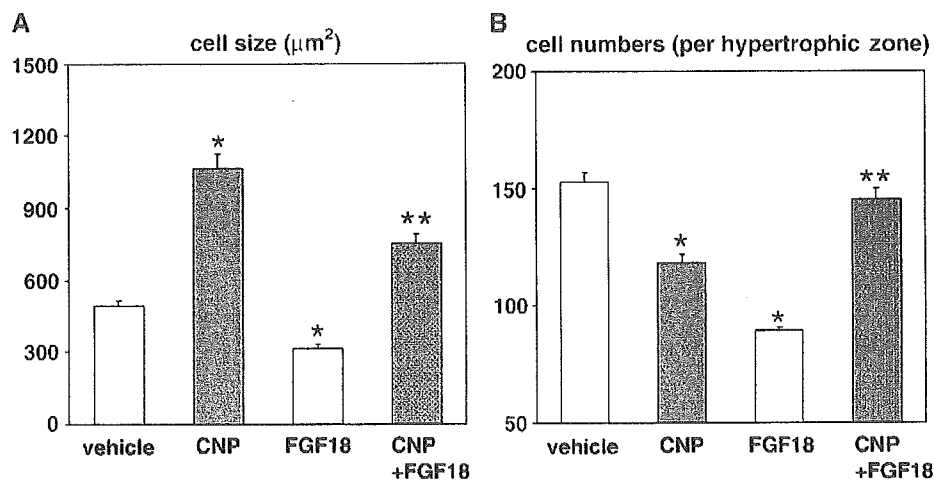 A
cell size (μm²)
1500
1200
900
600
300
0
*
*
**
vehicle CNP FGF18 CNP
+FGF18
B
cell numbers (per hypertrophic zone)
200
150
100
50
*
*
**
vehicle CNP FGF18 CNP
+FGF18